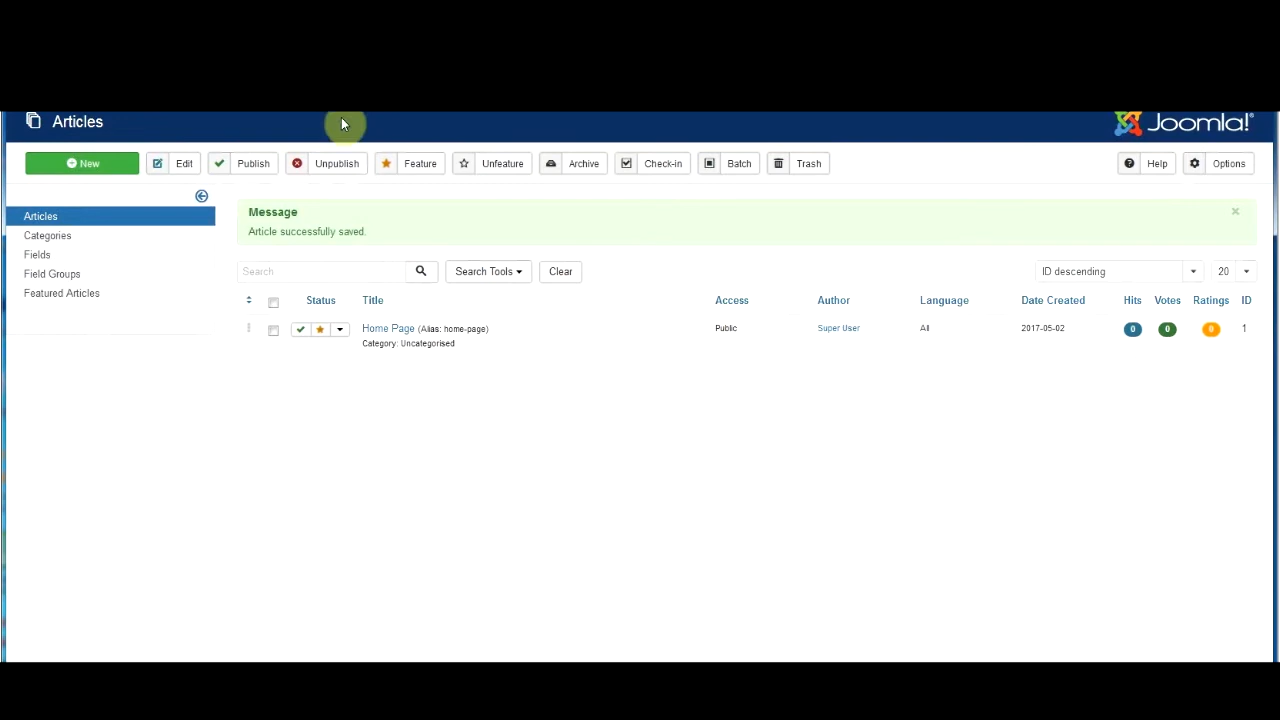 Articles
Joomla!®
New Edit Publish Unpublish Feature Unfeature Archive Check-in Batch Trash Help Options
Articles
Categories
Fields
Field Groups
Featured Articles
Message
Article successfully saved.
Search Search Tools Clear ID descending 20
Status Title Access Author Language Date Created Hits Votes Ratings ID
Home Page (Alias: home-page) Public Super User All 2017-05-02 0 0 0 1
Category: Uncategorised